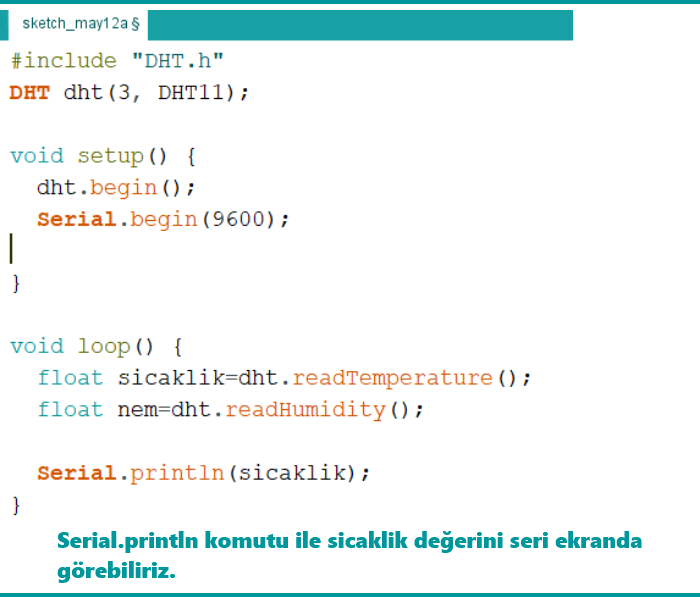 sketch_may12a §
#include "DHT.h"
DHT dht(3, DHT11);
void setup() {
  dht.begin();
  Serial.begin(9600);
}
void loop() {
  float sicaklik=dht.readTemperature();
  float nem=dht.readHumidity();
  Serial.println(sicaklik);
}
Serial.println komutu ile sicaklik değerini seri ekranda
görebiliriz.